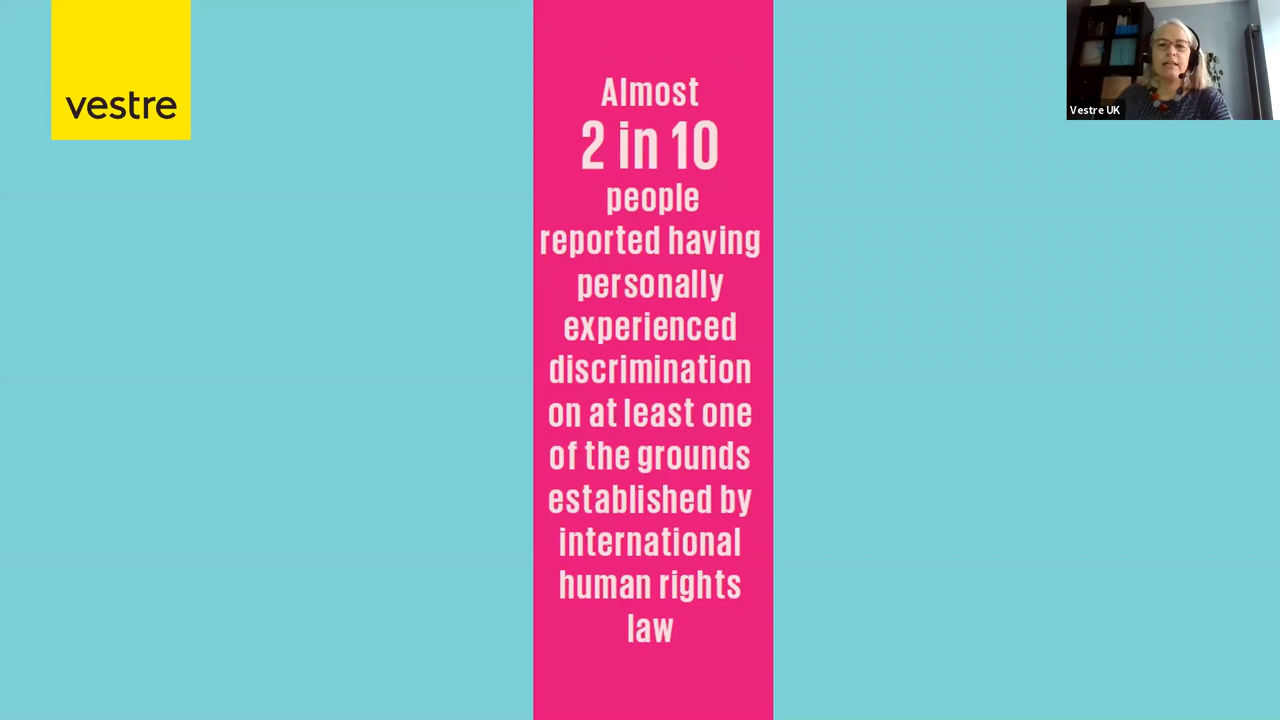 vestre
Almost
2 in 10
people
reported having
personally
experienced
discrimination
on at least one
of the grounds
established by
international
human rights
law
Vestre UK